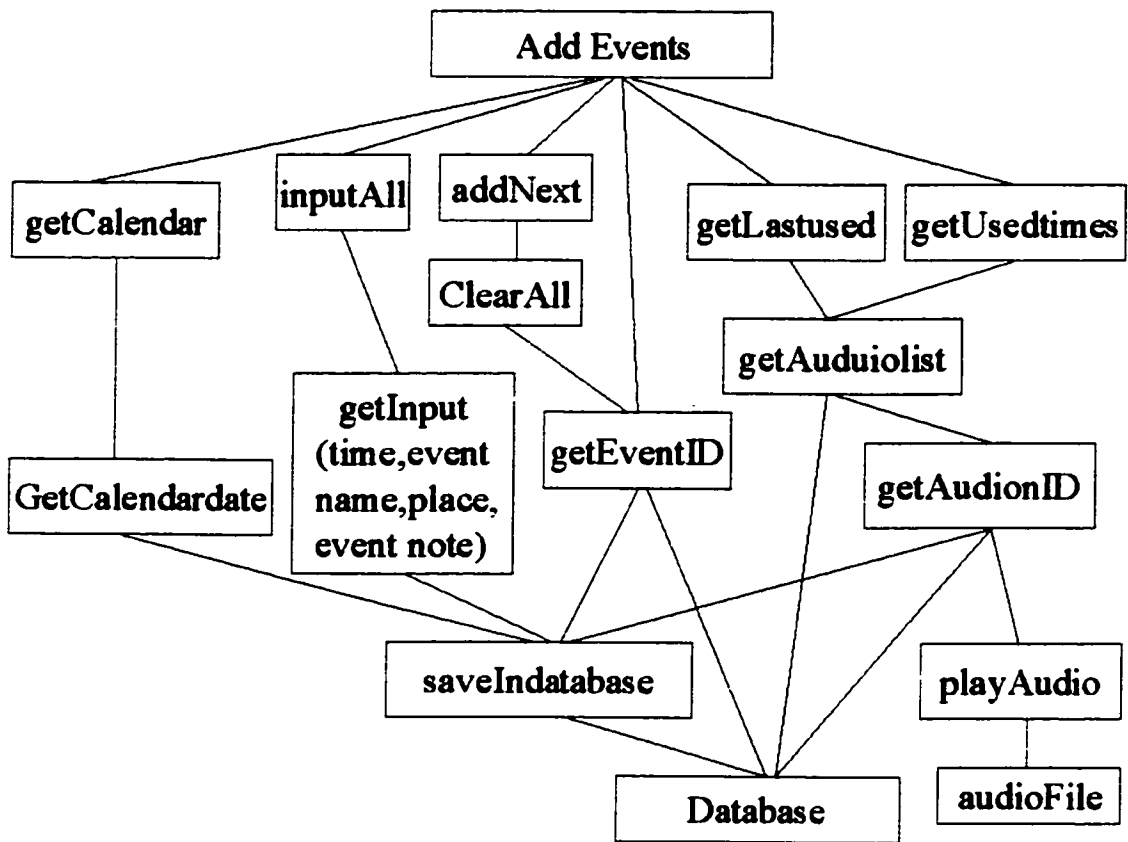 Add Events
getCalendar
inputAll
addNext
getLastused
getUsedtimes
ClearAll
getAuduiolist
getInput
(time,event
name,place,
event note)
getEventID
getAudionID
GetCalendardate
saveIndatabase
playAudio
Database
audioFile